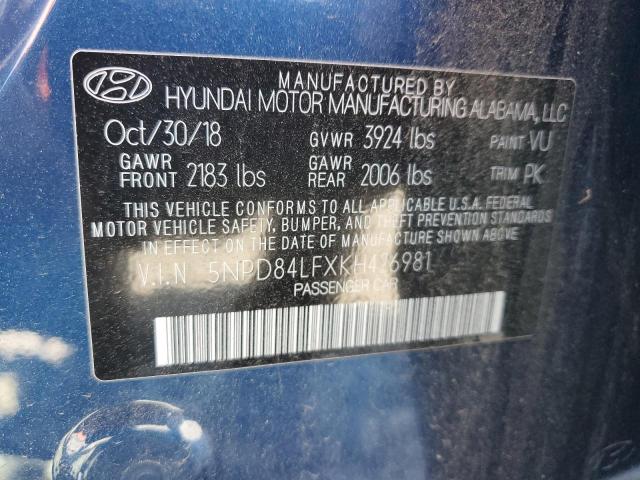 MANUFACTURED BY
HYUNDAI MOTOR MANUFACTURING ALABAMA, LLC
Oct/30/18 GVWR 3924 lbs PAINT VU
GAWR FRONT 2183 lbs GAWR REAR 2006 lbs TRIM PK
THIS VEHICLE CONFORMS TO ALL APPLICABLE U.S.A. FEDERAL
MOTOR VEHICLE SAFETY, BUMPER, AND THEFT PREVENTION STANDARDS
IN EFFECT ON THE DATE OF MANUFACTURE SHOWN ABOVE.
V.I.N 5NPD84LFXKH426981
PASSENGER CAR